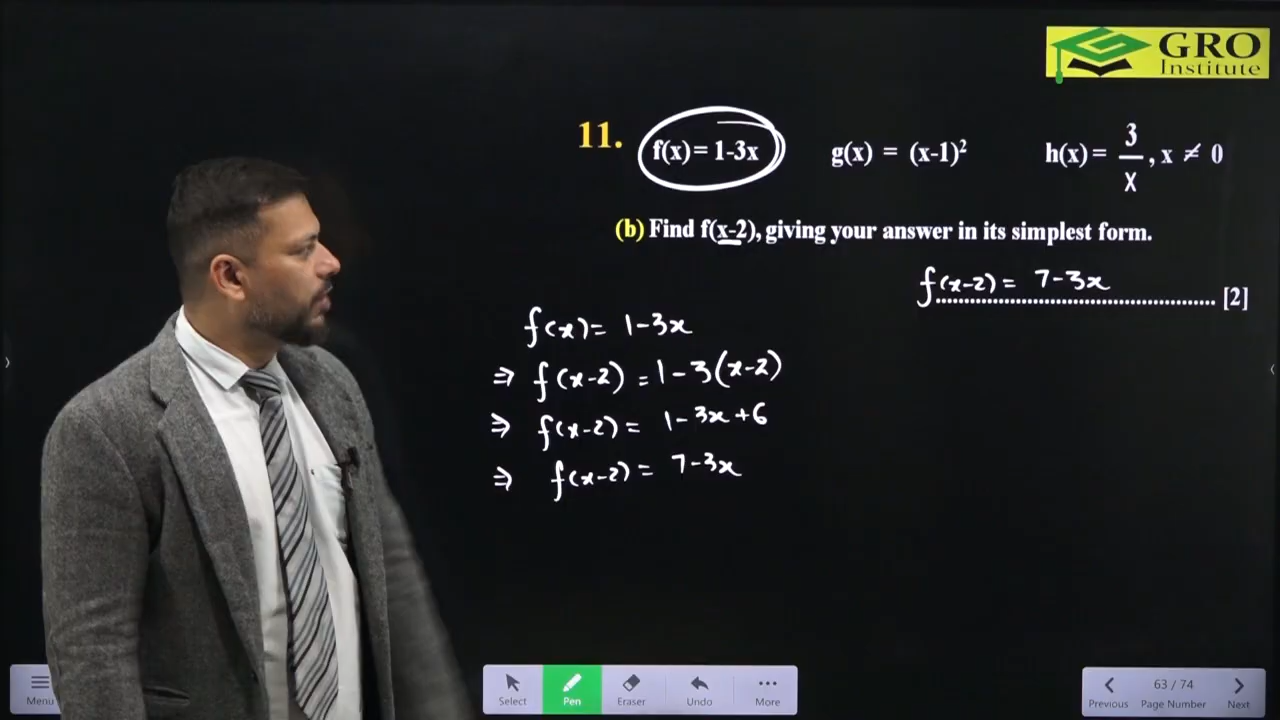 GRO
Institute
11. f(x)= 1-3x g(x) = (x-1)² h(x) = 3/x, x ≠ 0
(b) Find f(x-2), giving your answer in its simplest form.
f(x-2) = 7-3x
........................................ [2]
f(x) = 1-3x
⇒ f(x-2) = 1-3(x-2)
⇒ f(x-2) = 1-3x+6
⇒ f(x-2) = 7-3x
Menu Select Pen Eraser Undo More
63 / 74
Previous Page Number Next